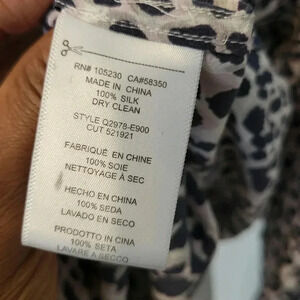 RN# 105230 CA#58350
MADE IN CHINA
100% SILK
DRY CLEAN
STYLE Q2978-E900
CUT 521921
FABRIQUÉ EN CHINE
100% SOIE
NETTOYAGE À SEC
HECHO EN CHINA
100% SEDA
LAVADO EN SECO
PRODOTTO IN CINA
100% SETA
LAVARE A SECCO